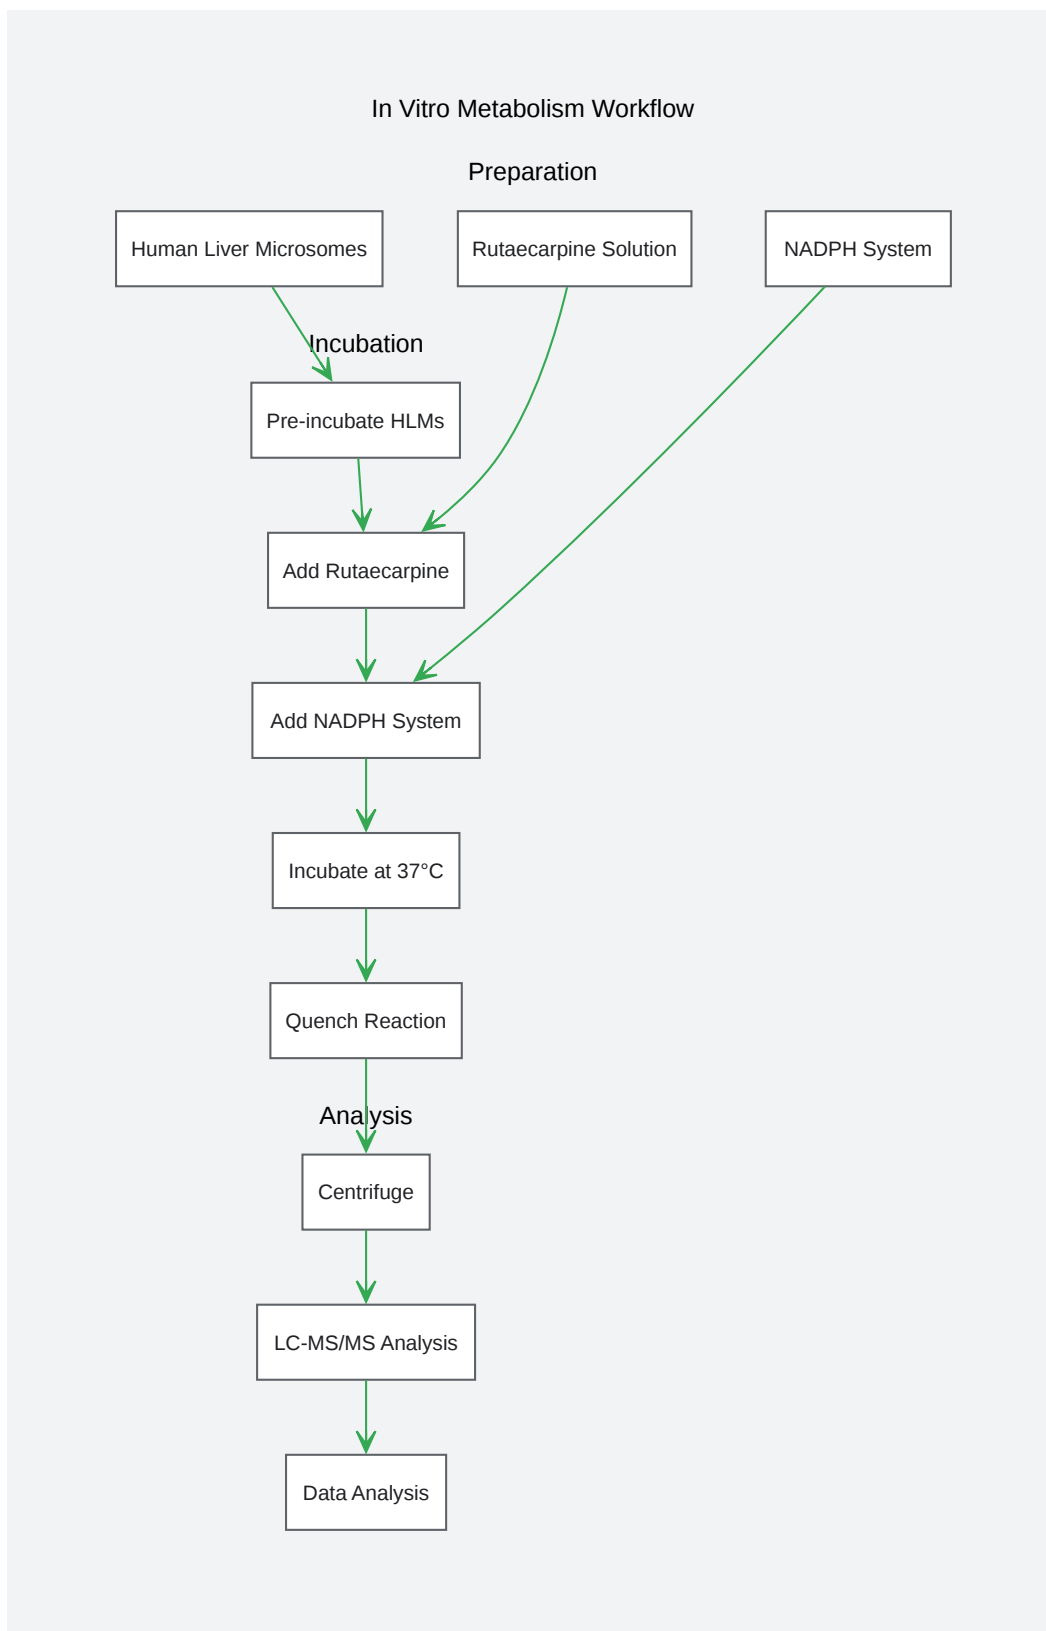 In Vitro Metabolism Workflow
Preparation
Human Liver Microsomes
Rutaecarpine Solution
NADPH System
Incubation
Pre-incubate HLMs
Add Rutaecarpine
Add NADPH System
Incubate at 37°C
Quench Reaction
Analysis
Centrifuge
LC-MS/MS Analysis
Data Analysis